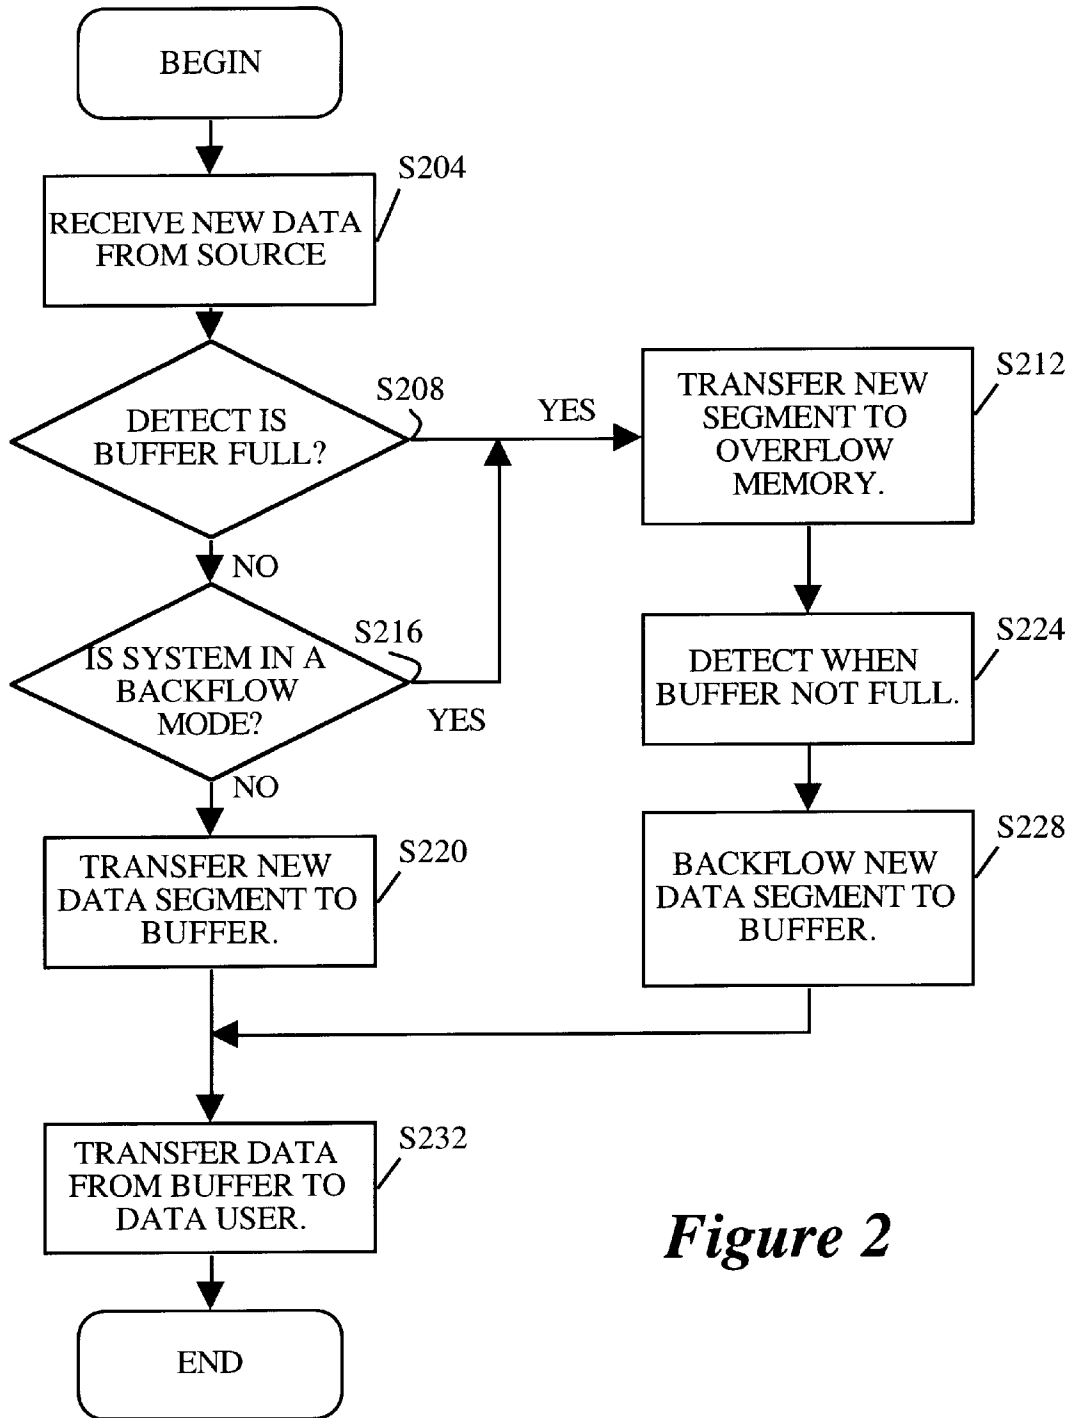 BEGIN
S204
RECEIVE NEW DATA
FROM SOURCE
S208
DETECT IS
BUFFER FULL?
YES
S212
TRANSFER NEW
SEGMENT TO
OVERFLOW
MEMORY.
NO
S216
IS SYSTEM IN A
BACKFLOW
MODE?
YES
NO
S224
DETECT WHEN
BUFFER NOT FULL.
S220
TRANSFER NEW
DATA SEGMENT TO
BUFFER.
S228
BACKFLOW NEW
DATA SEGMENT TO
BUFFER.
S232
TRANSFER DATA
FROM BUFFER TO
DATA USER.
END
Figure 2